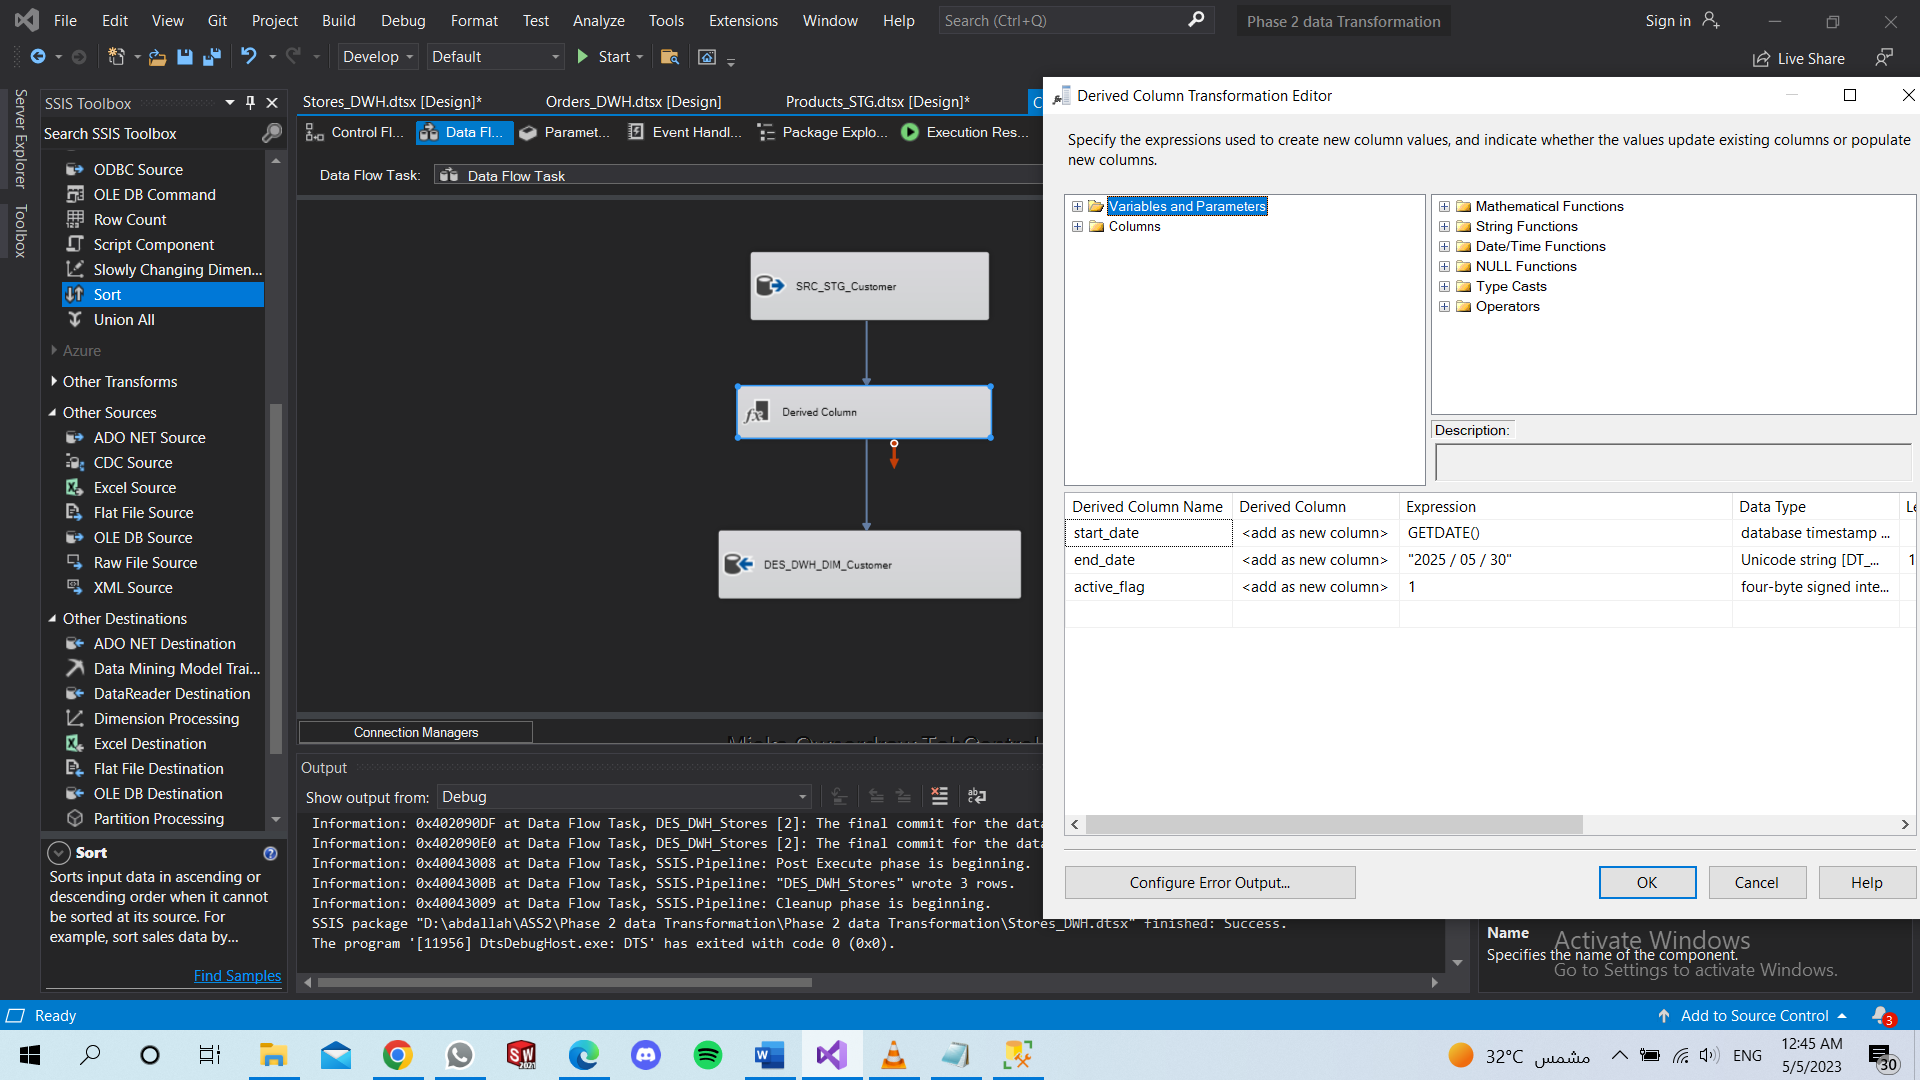 File Edit View Git Project Build Debug Format Test Analyze Tools Extensions Window Help Search (Ctrl+Q) Phase 2 data Transformation Sign in
Develop Default Start Live Share
Server Explorer
Toolbox
SSIS Toolbox
Search SSIS Toolbox
ODBC Source
OLE DB Command
Row Count
Script Component
Slowly Changing Dimen...
Sort
Union All
Azure
Other Transforms
Other Sources
ADO NET Source
CDC Source
Excel Source
Flat File Source
OLE DB Source
Raw File Source
XML Source
Other Destinations
ADO NET Destination
Data Mining Model Trai...
DataReader Destination
Dimension Processing
Excel Destination
Flat File Destination
OLE DB Destination
Partition Processing
Sort
Sorts input data in ascending or
descending order when it cannot
be sorted at its source. For
example, sort sales data by...
Find Samples
Stores_DWH.dtsx [Design]* Orders_DWH.dtsx [Design] Products_STG.dtsx [Design]* C
Control Fl... Data Fl... Paramet... Event Handl... Package Explo... Execution Res...
Data Flow Task: Data Flow Task
SRC_STG_Customer
Derived Column
DES_DWH_DIM_Customer
Connection Managers
Output
Show output from: Debug
Information: 0x402090DF at Data Flow Task, DES_DWH_Stores [2]: The final commit for the data
Information: 0x402090E0 at Data Flow Task, DES_DWH_Stores [2]: The final commit for the data
Information: 0x40043008 at Data Flow Task, SSIS.Pipeline: Post Execute phase is beginning.
Information: 0x4004300B at Data Flow Task, SSIS.Pipeline: "DES_DWH_Stores" wrote 3 rows.
Information: 0x40043009 at Data Flow Task, SSIS.Pipeline: Cleanup phase is beginning.
SSIS package "D:\abdallah\ASS2\Phase 2 data Transformation\Phase 2 data Transformation\Stores_DWH.dtsx" finished: Success.
The program '[11956] DtsDebugHost.exe: DTS' has exited with code 0 (0x0).
Derived Column Transformation Editor
Specify the expressions used to create new column values, and indicate whether the values update existing columns or populate
new columns.
Variables and Parameters
Columns
Mathematical Functions
String Functions
Date/Time Functions
NULL Functions
Type Casts
Operators
Description:
Derived Column Name Derived Column Expression Data Type Le
start_date <add as new column> GETDATE() database timestamp ...
end_date <add as new column> "2025 / 05 / 30" Unicode string [DT_... 1
active_flag <add as new column> 1 four-byte signed inte...
Configure Error Output... OK Cancel Help
Name
Specifies the name of the component.
Activate Windows
Go to Settings to activate Windows.
Ready Add to Source Control 3
32°C مشمس ENG 12:45 AM
5/5/2023 30